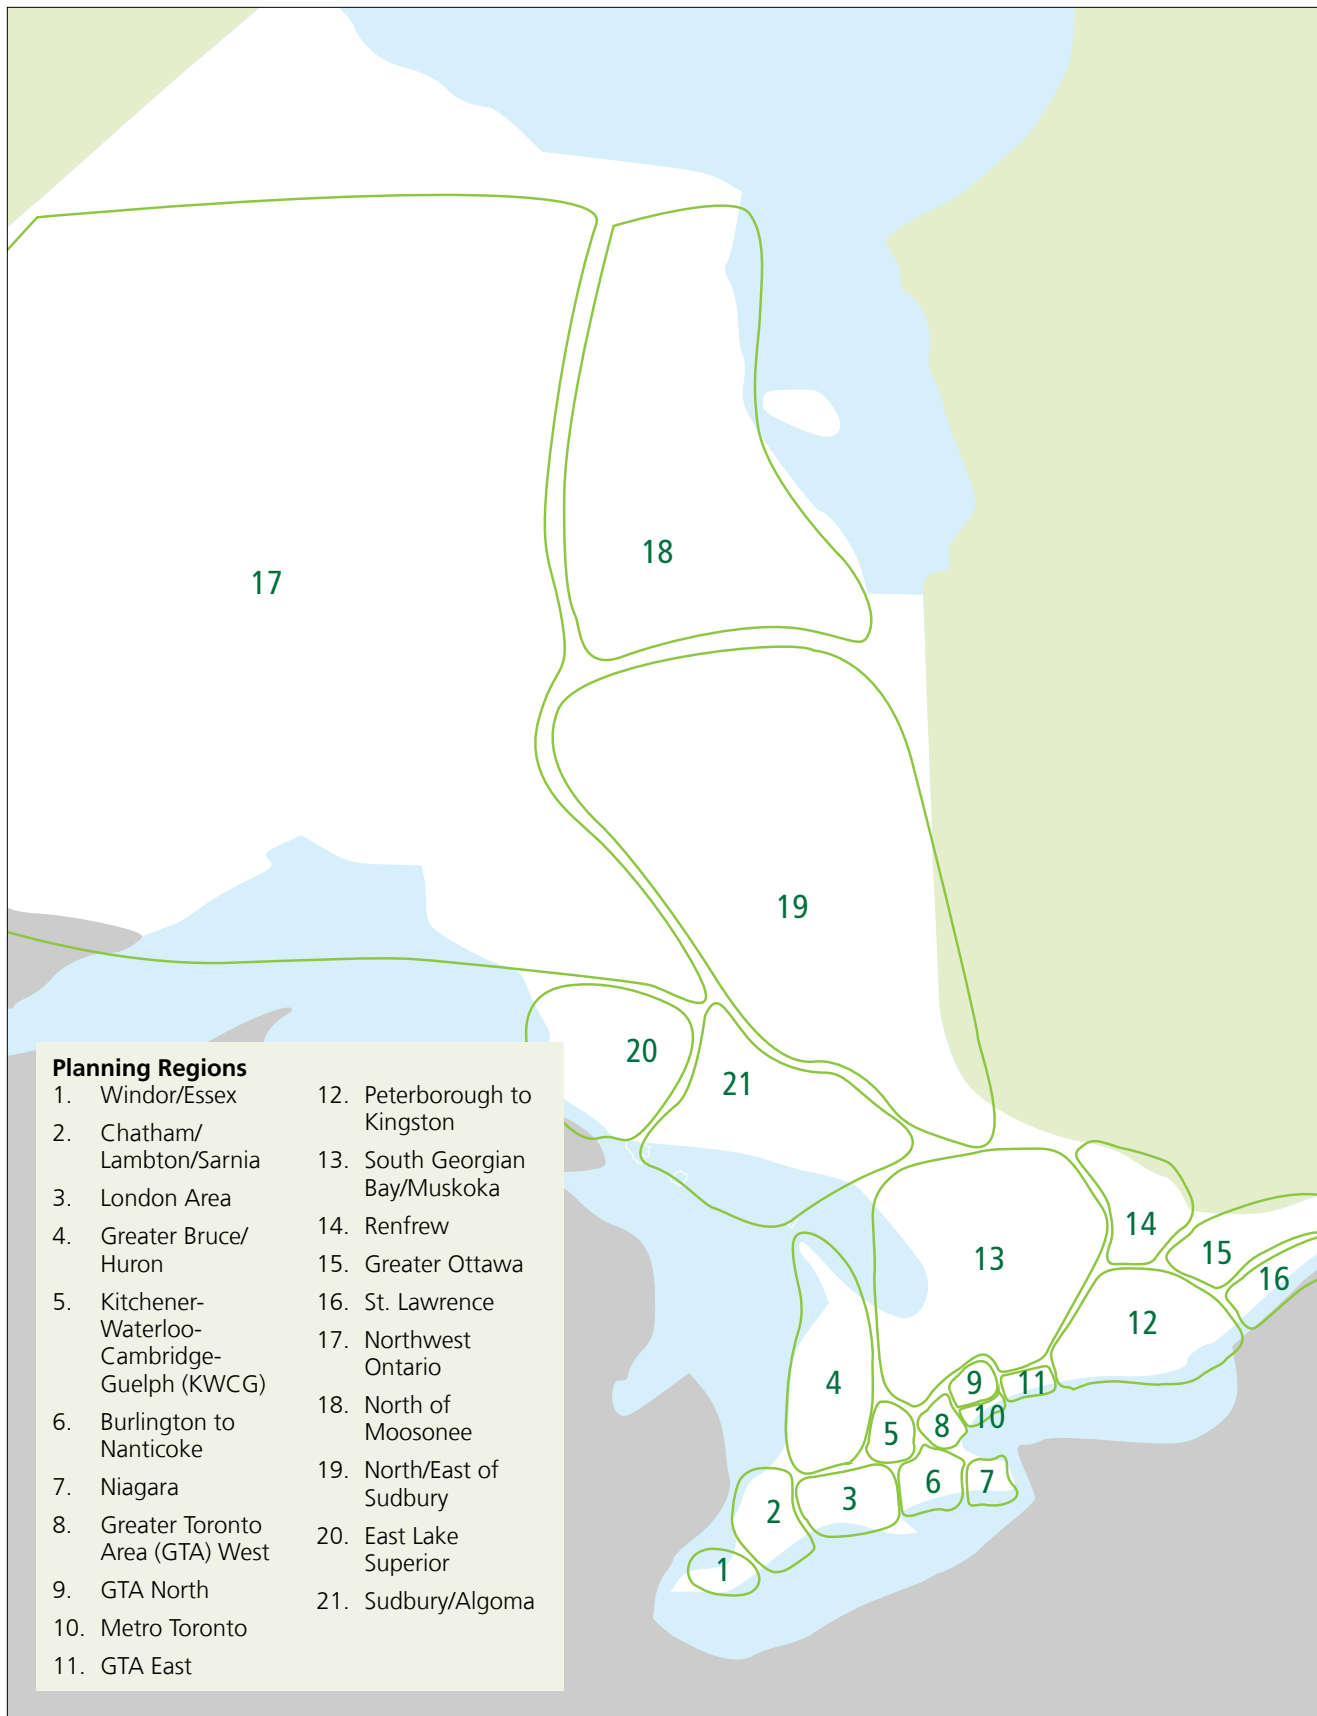 17
18
19
20
21
13
14
15
16
12
4
9
11
10
8
5
6
7
3
2
1
Planning Regions
1. Windor/Essex
2. Chatham/
Lambton/Sarnia
3. London Area
4. Greater Bruce/
Huron
5. Kitchener-
Waterloo-
Cambridge-
Guelph (KWCG)
6. Burlington to
Nanticoke
7. Niagara
8. Greater Toronto
Area (GTA) West
9. GTA North
10. Metro Toronto
11. GTA East
12. Peterborough to
Kingston
13. South Georgian
Bay/Muskoka
14. Renfrew
15. Greater Ottawa
16. St. Lawrence
17. Northwest
Ontario
18. North of
Moosonee
19. North/East of
Sudbury
20. East Lake
Superior
21. Sudbury/Algoma